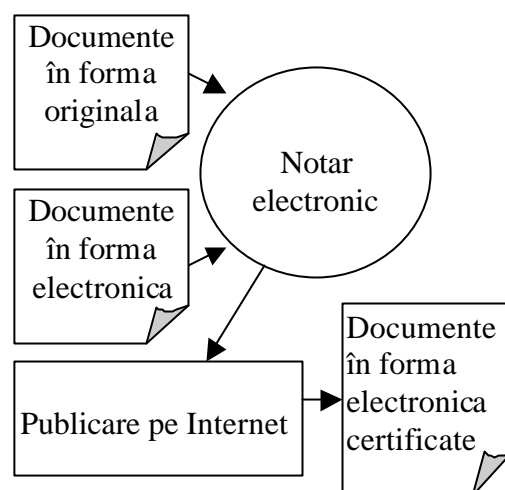 Documente
în forma
originala
Notar
electronic
Documente
în forma
electronica
Publicare pe Internet
Documente
în forma
electronica
certificate